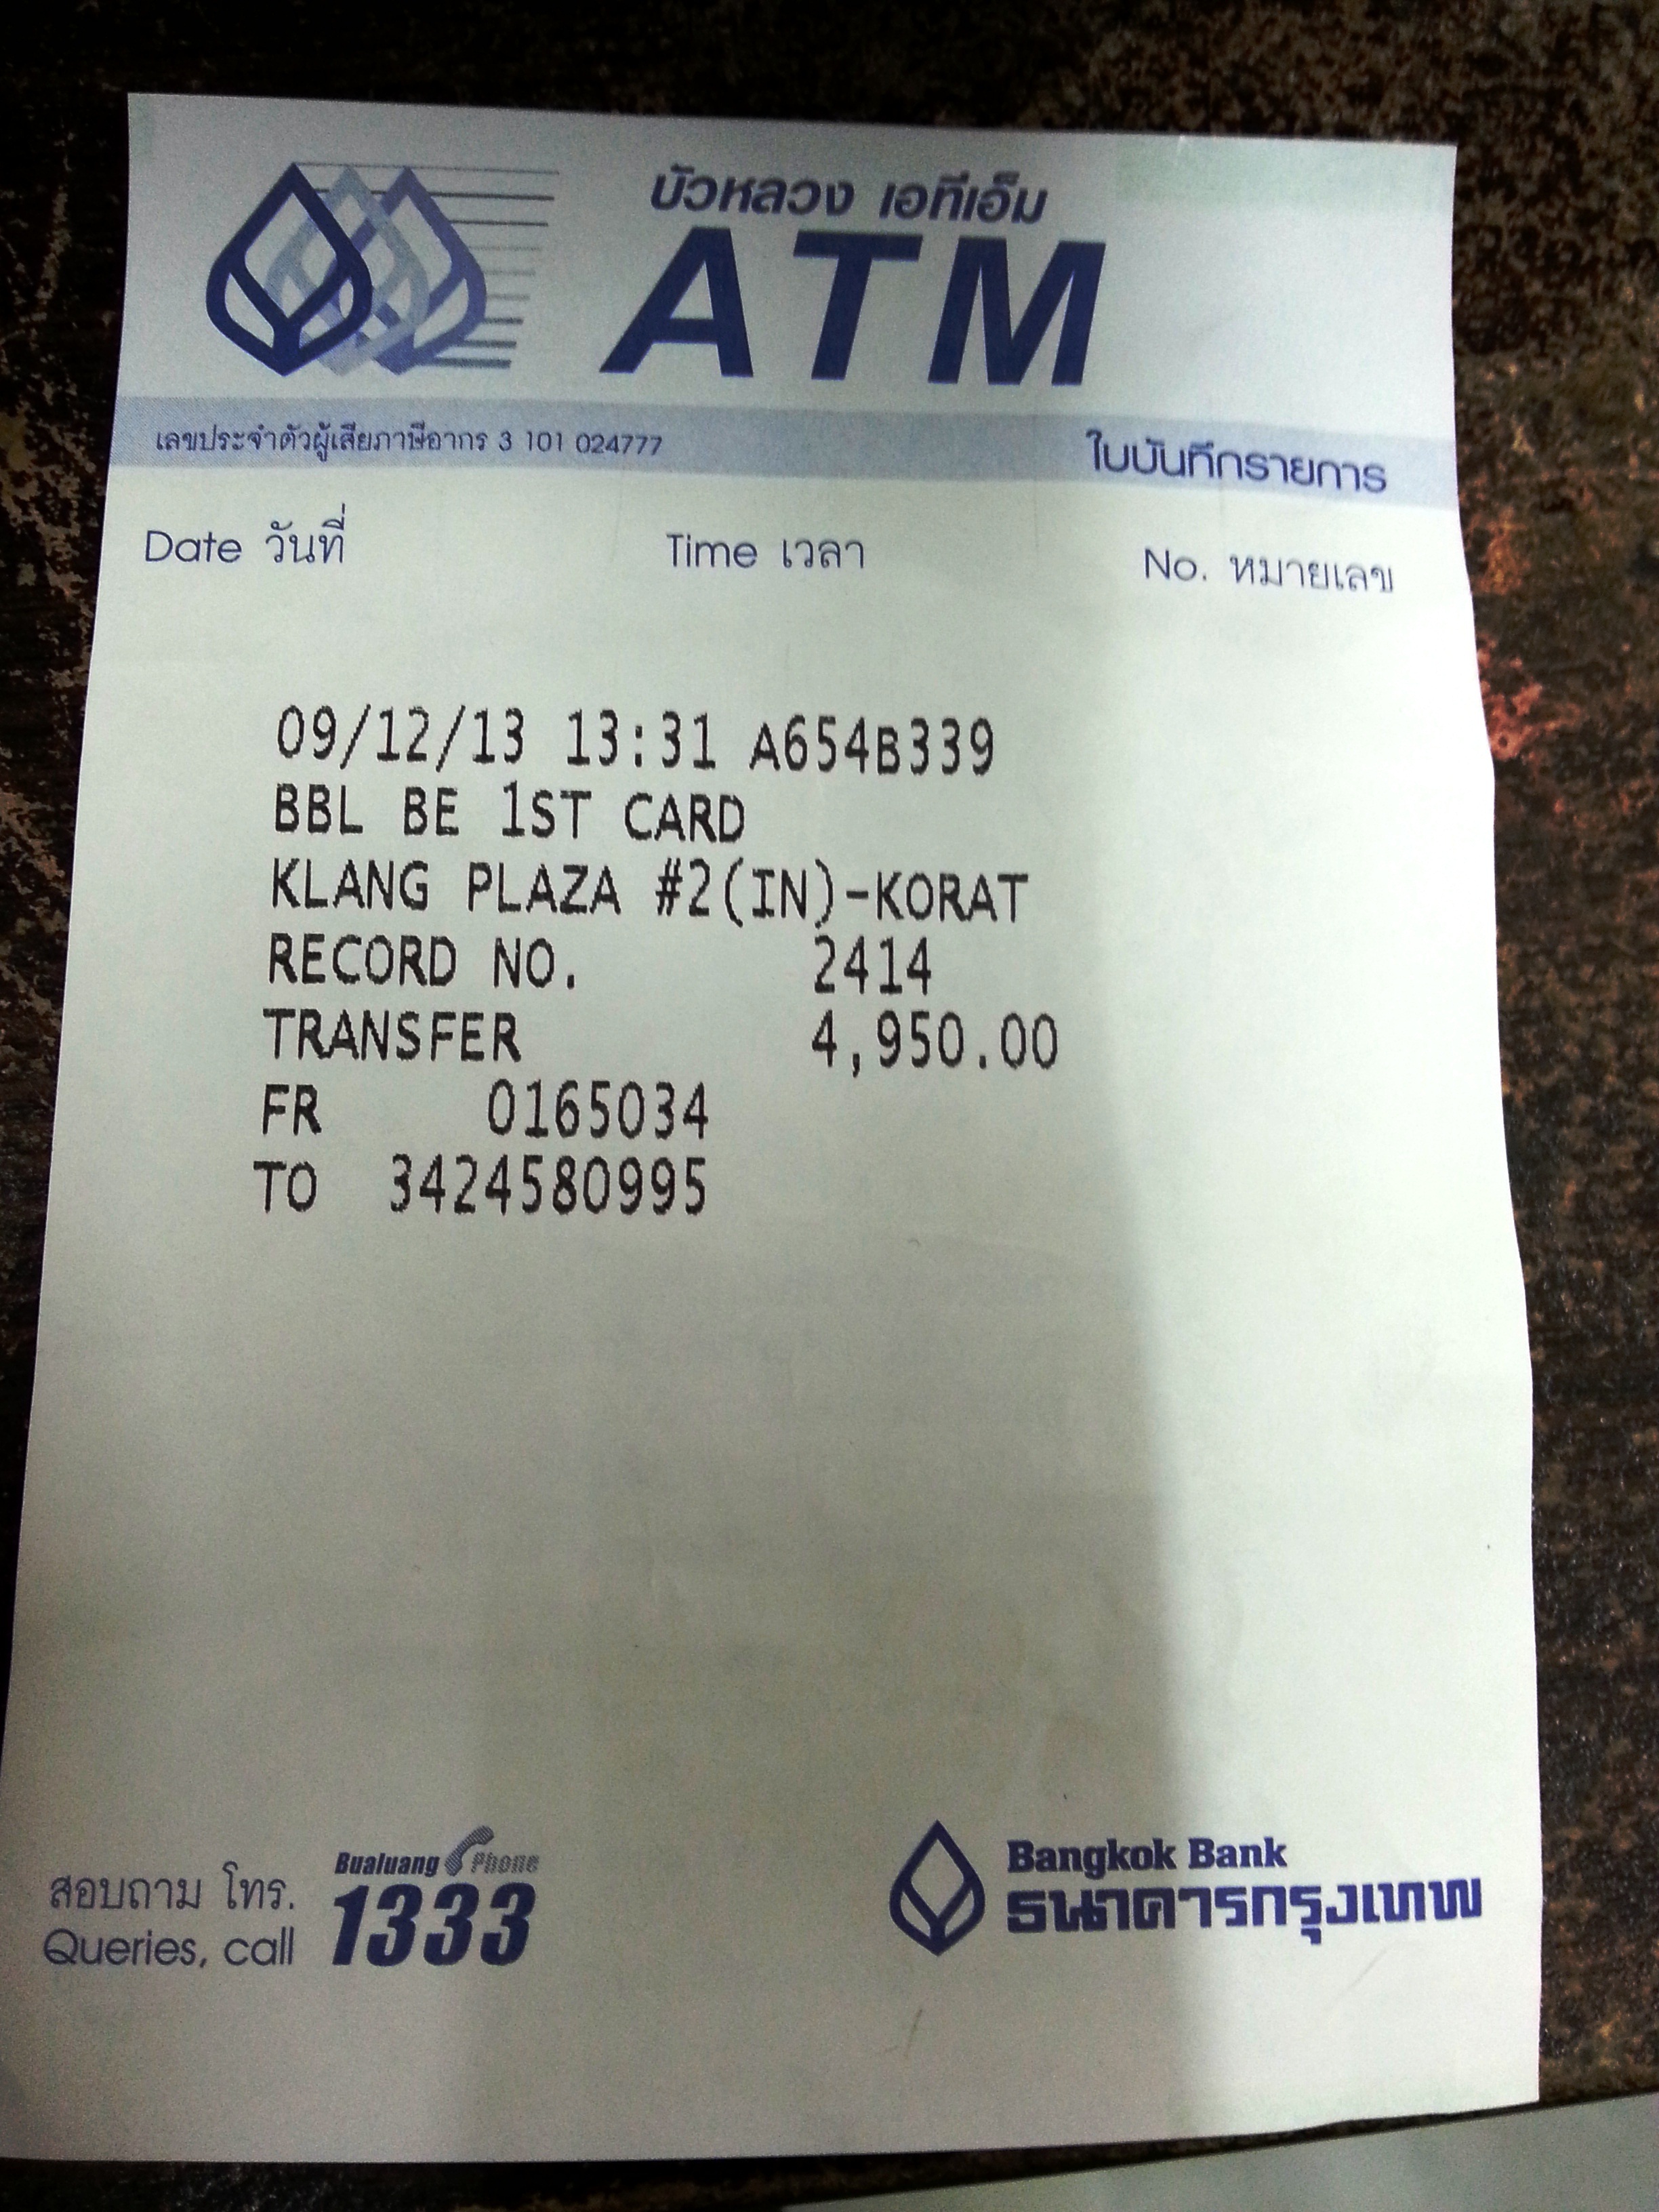 บัวหลวง เอทีเอ็ม
ATM
เลขประจำตัวผู้เสียภาษีอากร 3 101 024777
ใบบันทึกรายการ
Date วันที่ Time เวลา No. หมายเลข
09/12/13 13:31 A654B339
BBL BE 1ST CARD
KLANG PLAZA #2(IN)-KORAT
RECORD NO. 2414
TRANSFER 4,950.00
FR 0165034
TO 3424580995
สอบถาม โทร.
Queries, call
Bualuang Phone
1333
Bangkok Bank
ธนาคารกรุงเทพ